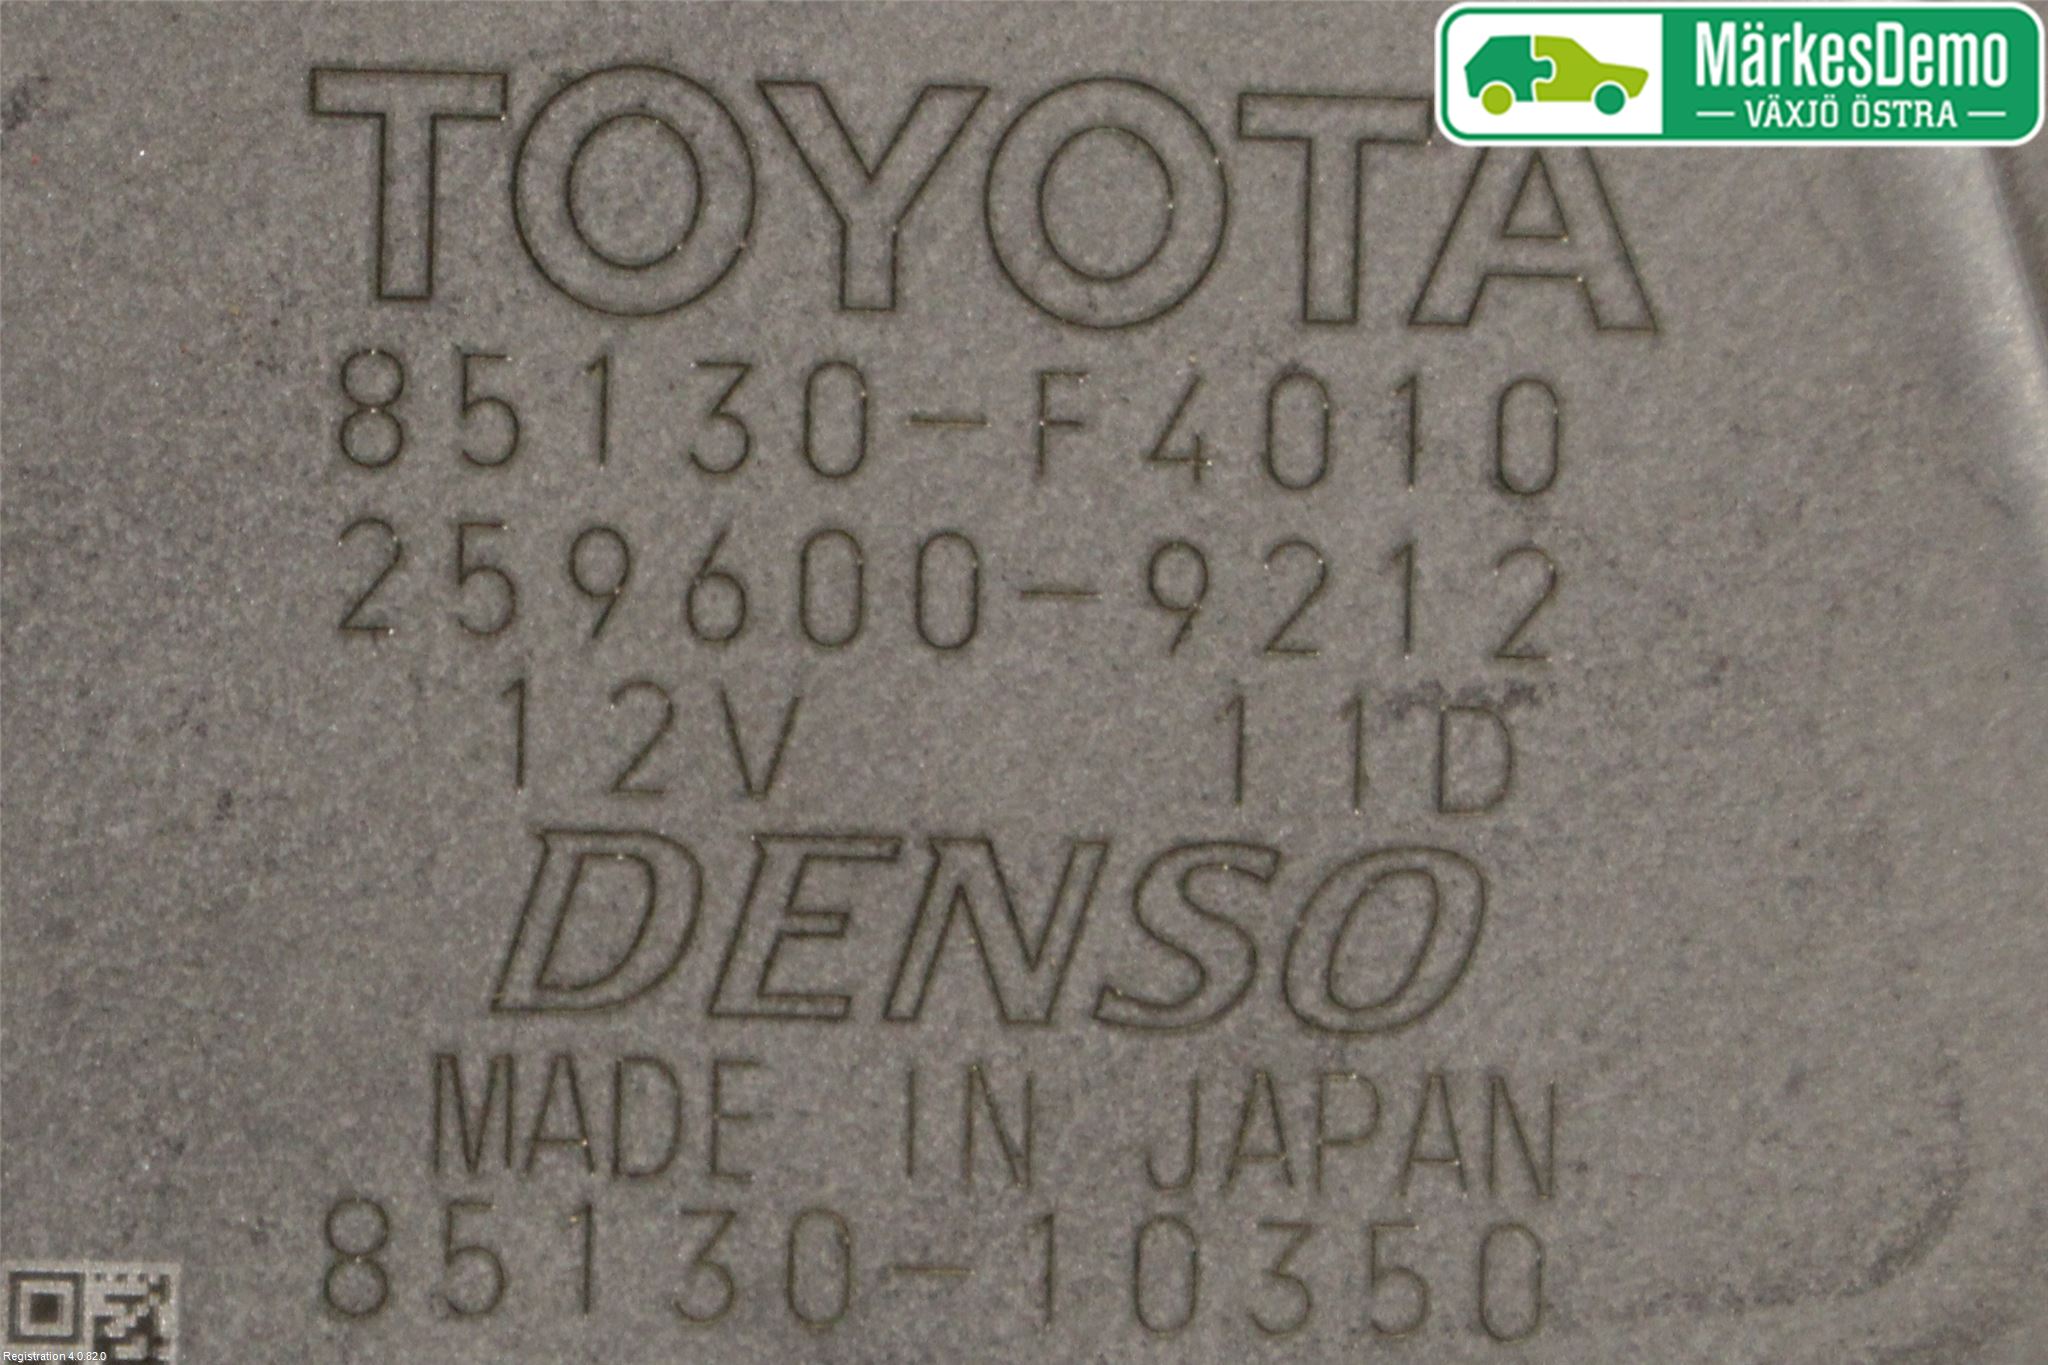 MärkesDemo
VÄXJÖ ÖSTRA
TOYOTA
85130-F4010
259600-9212
12V 11D
DENSO
MADE IN JAPAN
85130-10350
Registration 4.0.82.0